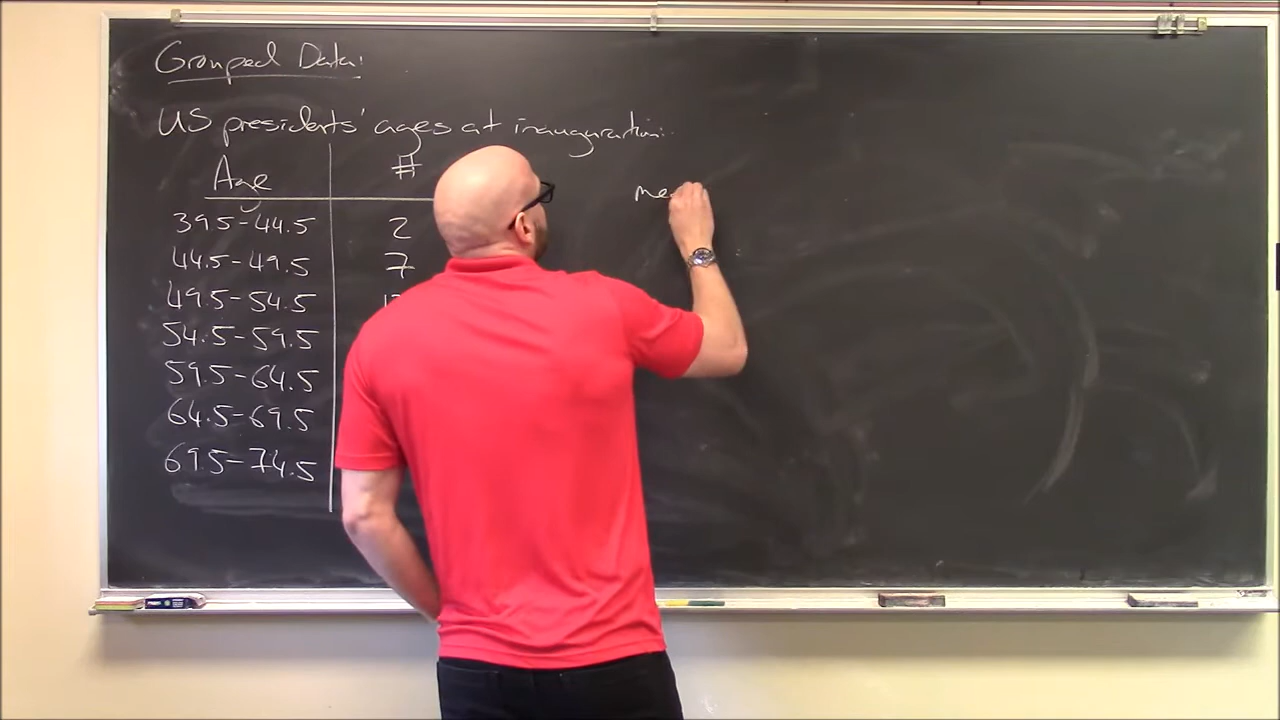 Grouped Data:
US presidents' ages at inauguration:
Age #
39.5-44.5 2
44.5-49.5 7
49.5-54.5
54.5-59.5
59.5-64.5
64.5-69.5
69.5-74.5